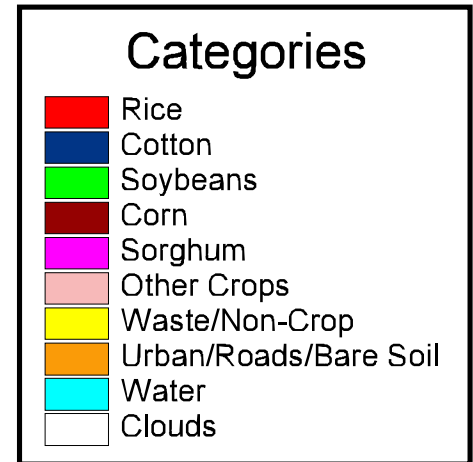 Categories
Rice
Cotton
Soybeans
Corn
Sorghum
Other Crops
Waste/Non-Crop
Urban/Roads/Bare Soil
Water
Clouds